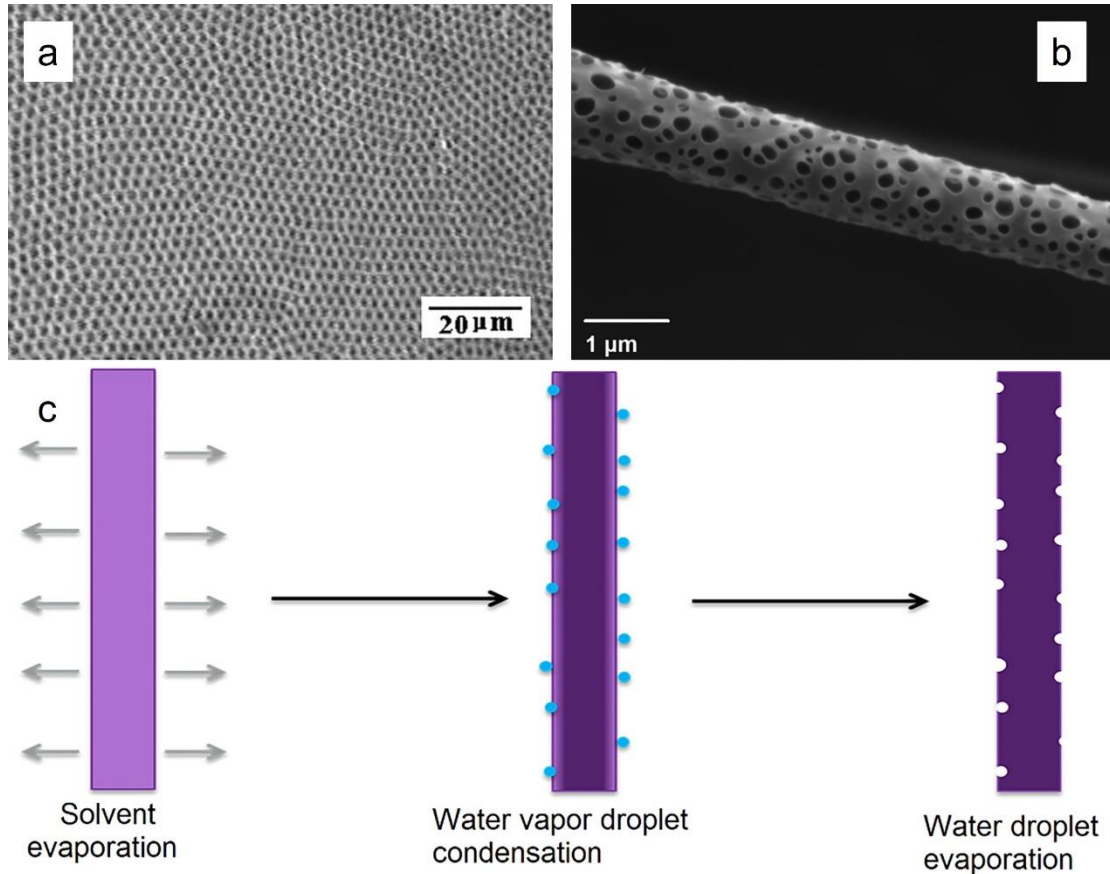 a
b
20 μm
1 μm
c
Solvent
evaporation
Water vapor droplet
condensation
Water droplet
evaporation